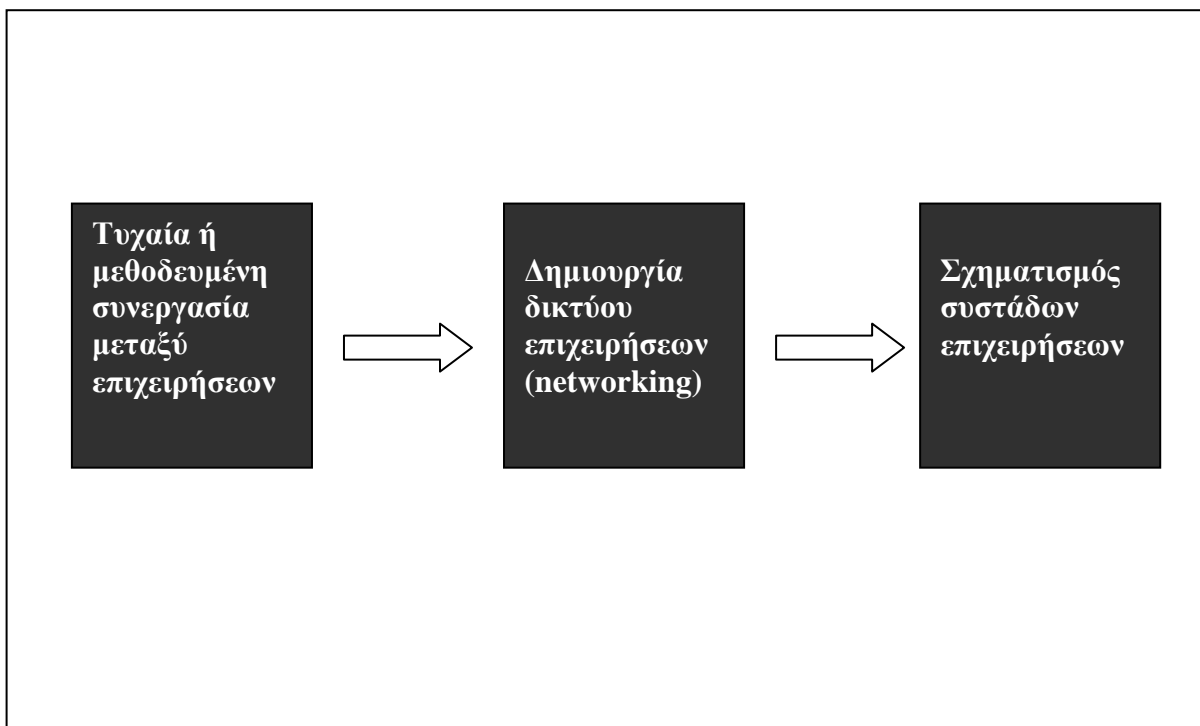 Τυχαία ή
μεθοδευμένη
συνεργασία
μεταξύ
επιχειρήσεων
Δημιουργία
δικτύου
επιχειρήσεων
(networking)
Σχηματισμός
συστάδων
επιχειρήσεων